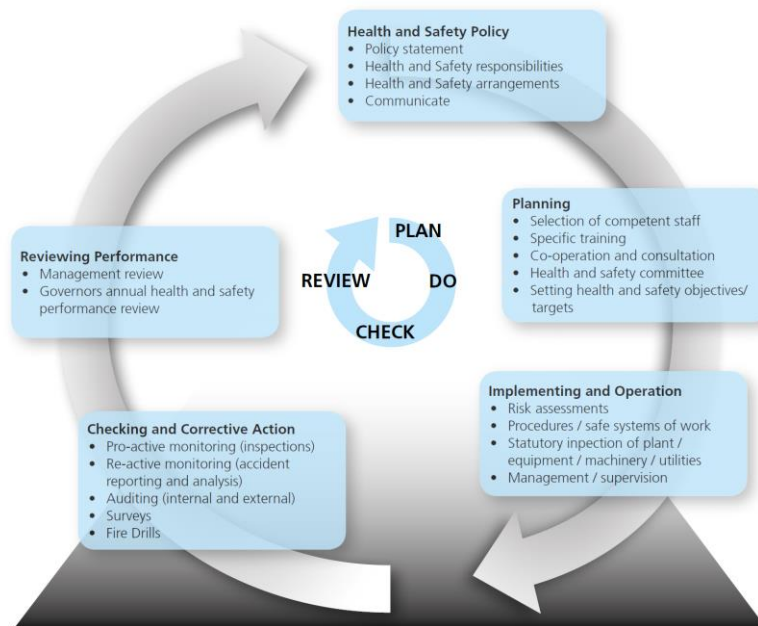 Health and Safety Policy
• Policy statement
• Health and Safety responsibilities
• Health and Safety arrangements
• Communicate
Planning
• Selection of competent staff
• Specific training
• Co-operation and consultation
• Health and safety committee
• Setting health and safety objectives/
targets
Implementing and Operation
• Risk assessments
• Procedures / safe systems of work
• Statutory inspection of plant /
equipment / machinery / utilities
• Management / supervision
Checking and Corrective Action
• Pro-active monitoring (inspections)
• Re-active monitoring (accident
reporting and analysis)
• Auditing (internal and external)
• Surveys
• Fire Drills
Reviewing Performance
• Management review
• Governors annual health and safety
performance review
PLAN
DO
CHECK
REVIEW